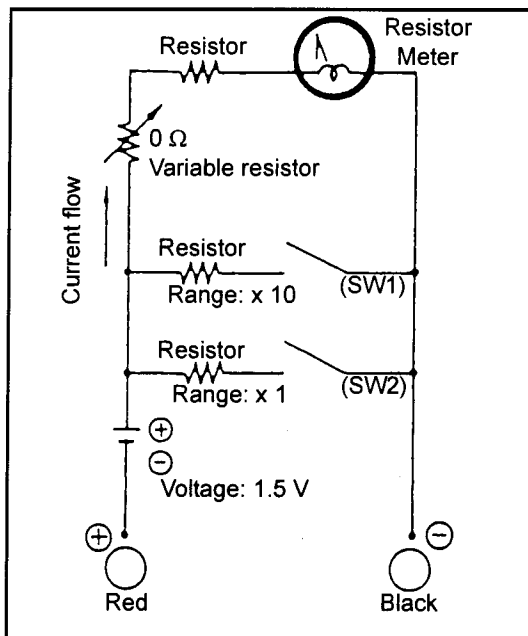 Resistor
Resistor
Meter
0 Ω
Variable resistor
Current flow
Resistor
Range: x 10
(SW1)
Resistor
Range: x 1
(SW2)
⊕
⊖
Voltage: 1.5 V
⊕
⊖
Red
Black